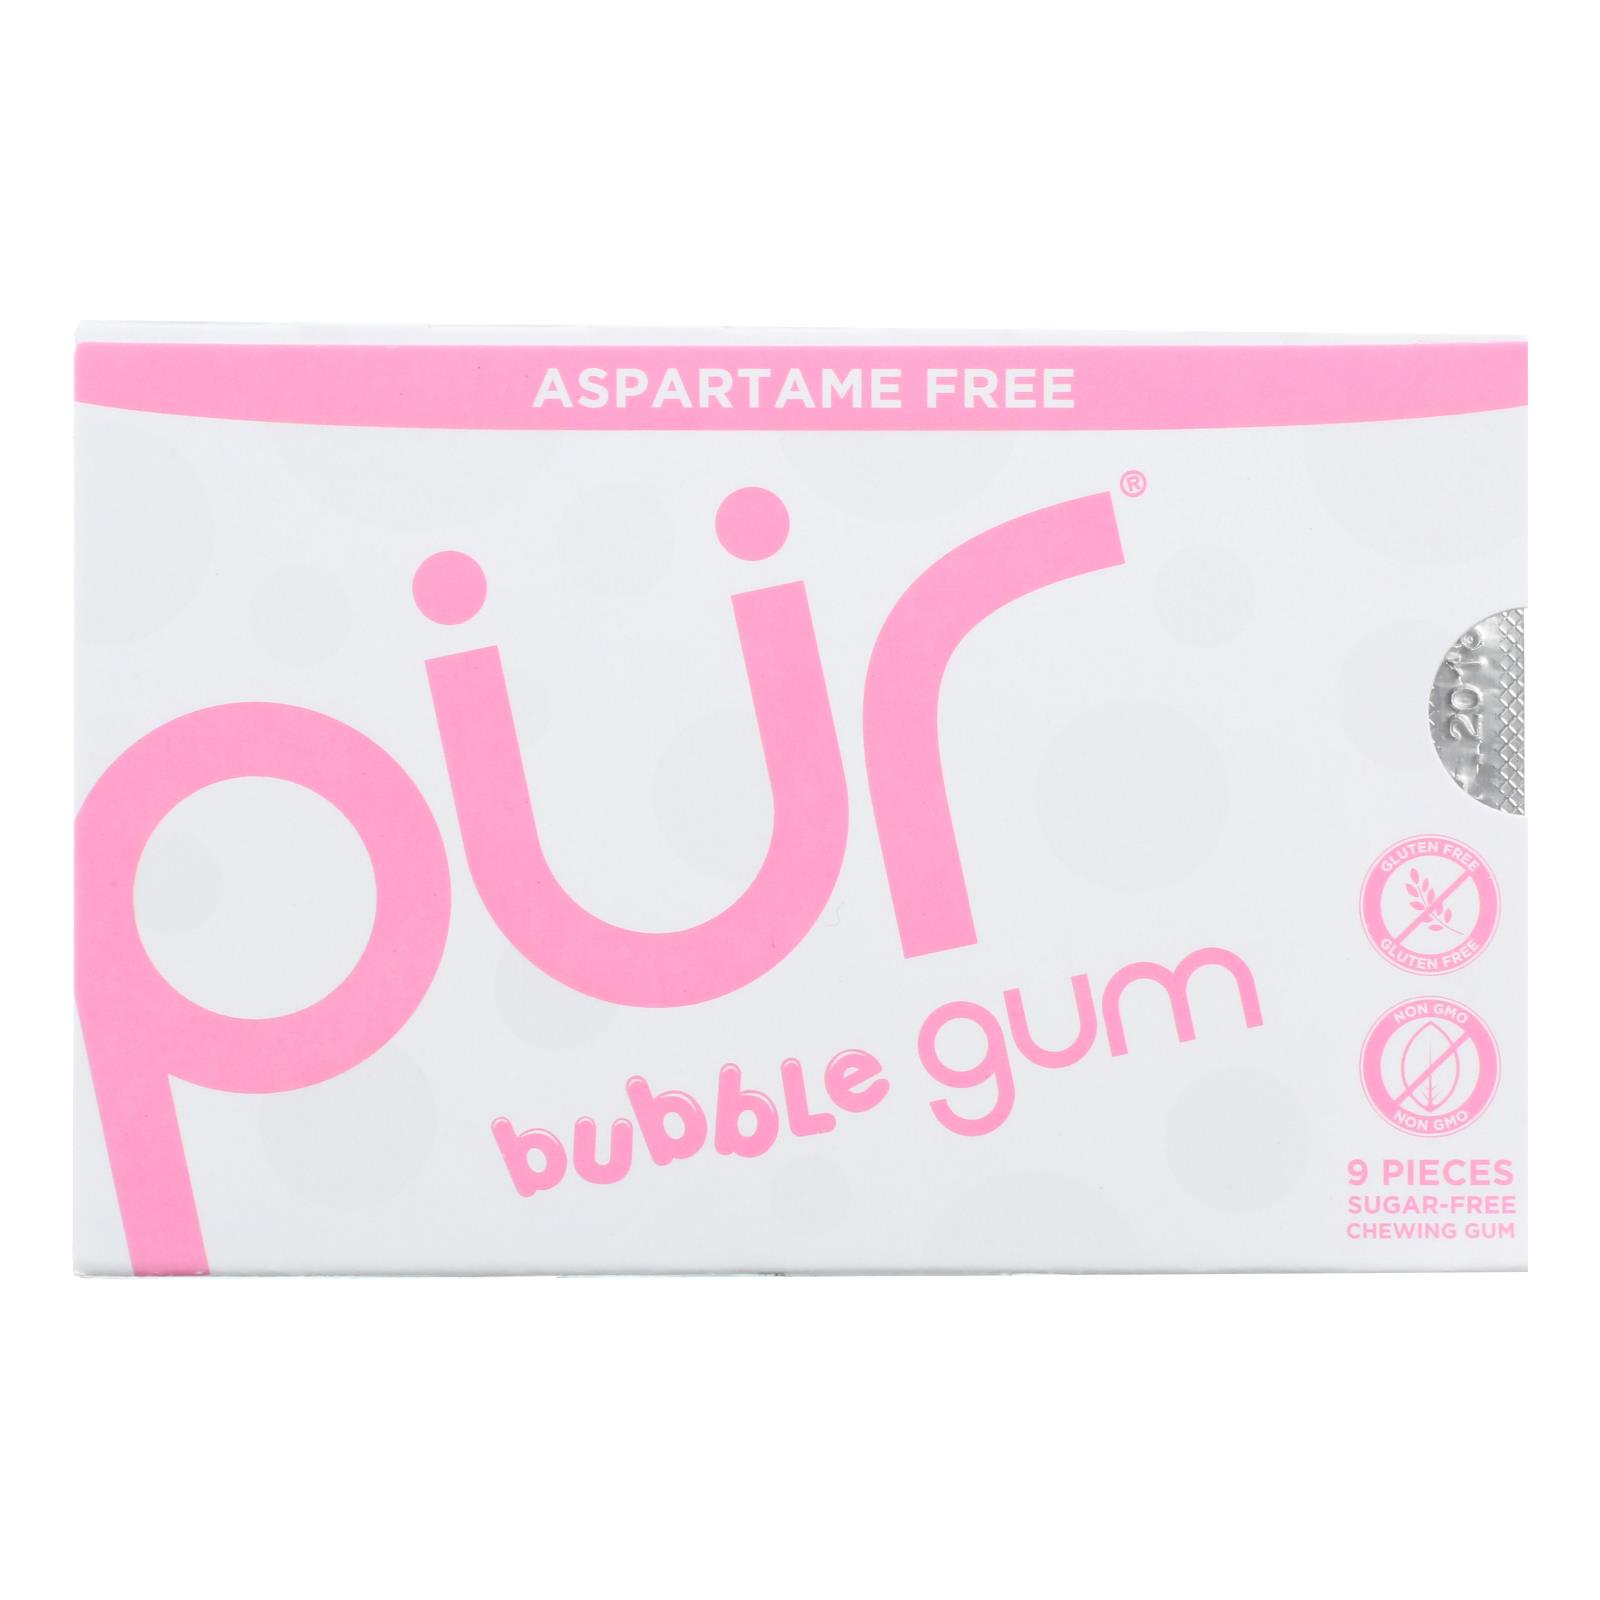 ASPARTAME FREE
pür®
bubble gum
GLUTEN FREE
GLUTEN FREE
NON GMO
NON GMO
9 PIECES
SUGAR-FREE
CHEWING GUM